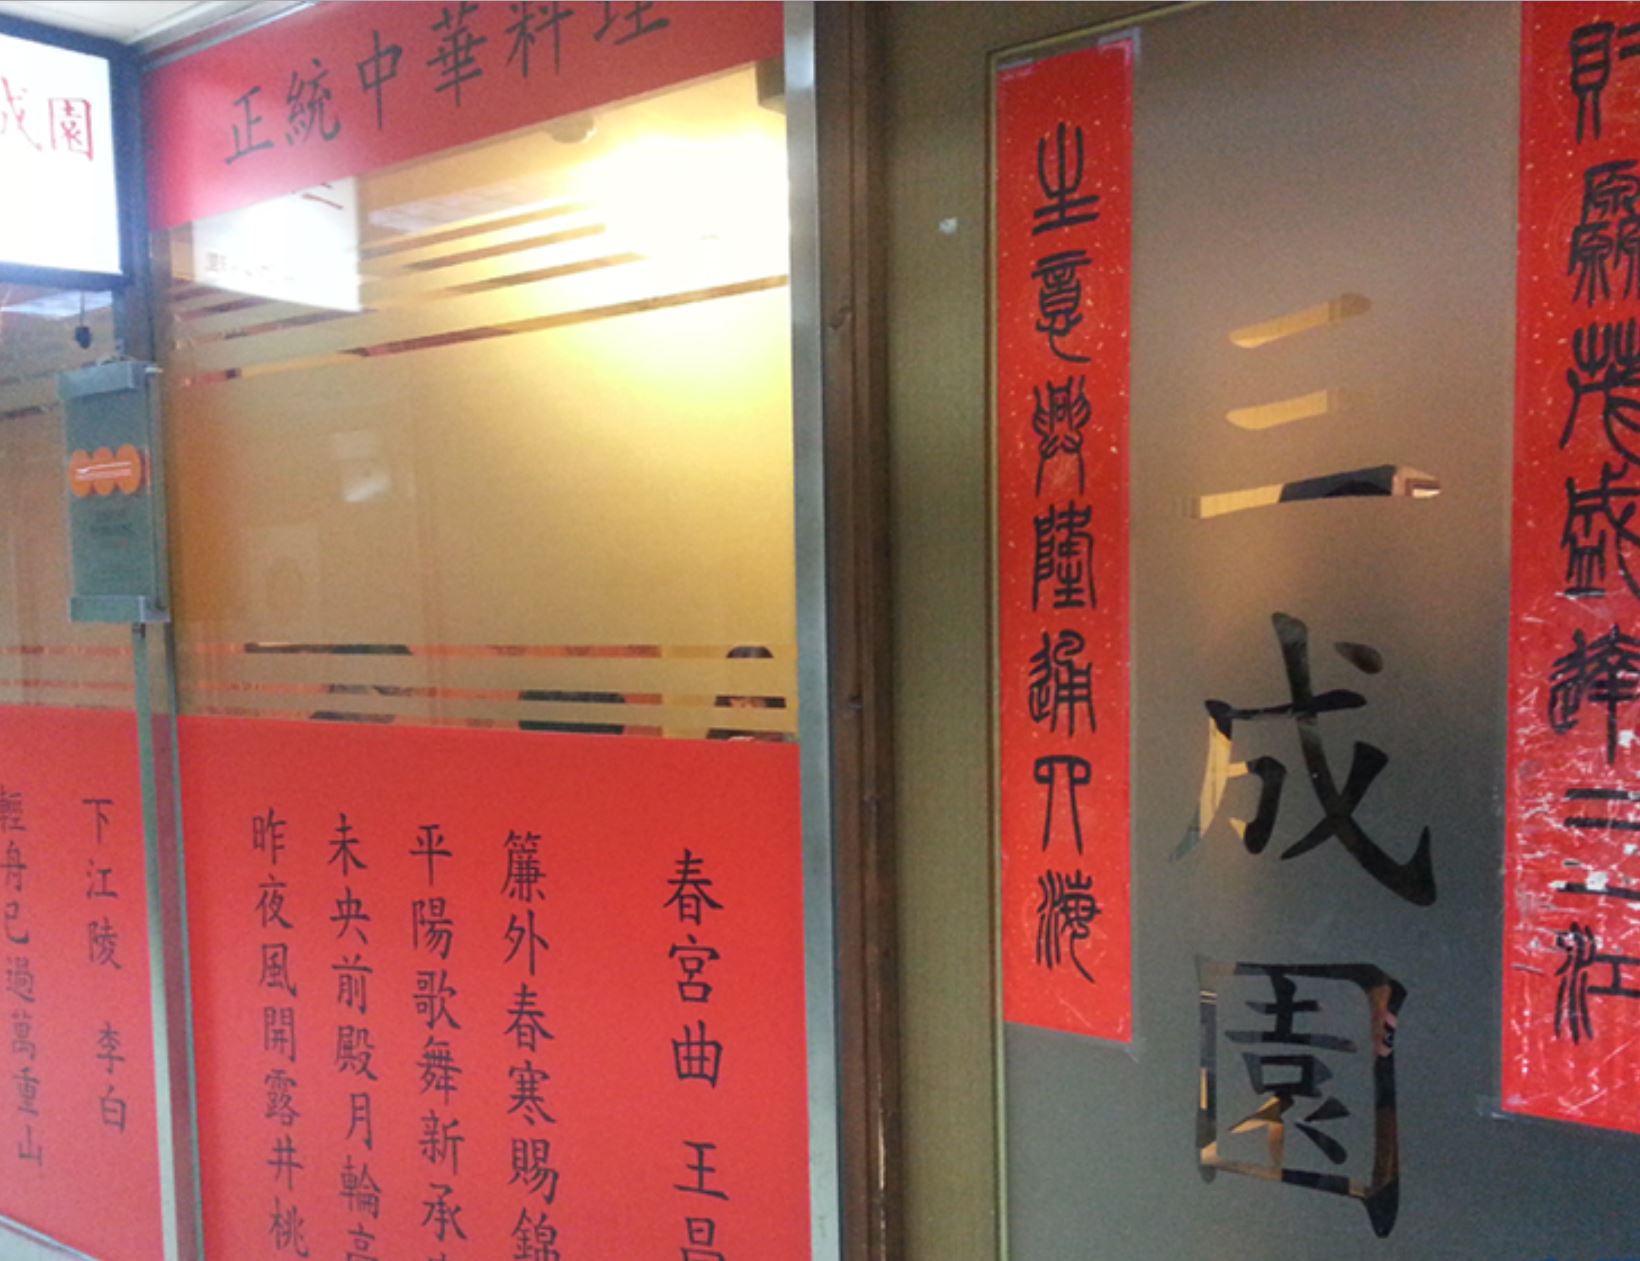 成園
正統中華料理
生意興隆通四海
財源茂盛達三江
三成園
春宮曲 王昌
簾外春寒賜錦
平陽歌舞新承
未央前殿月輪高
昨夜風開露井桃
下江陵 李白
輕舟已過萬重山